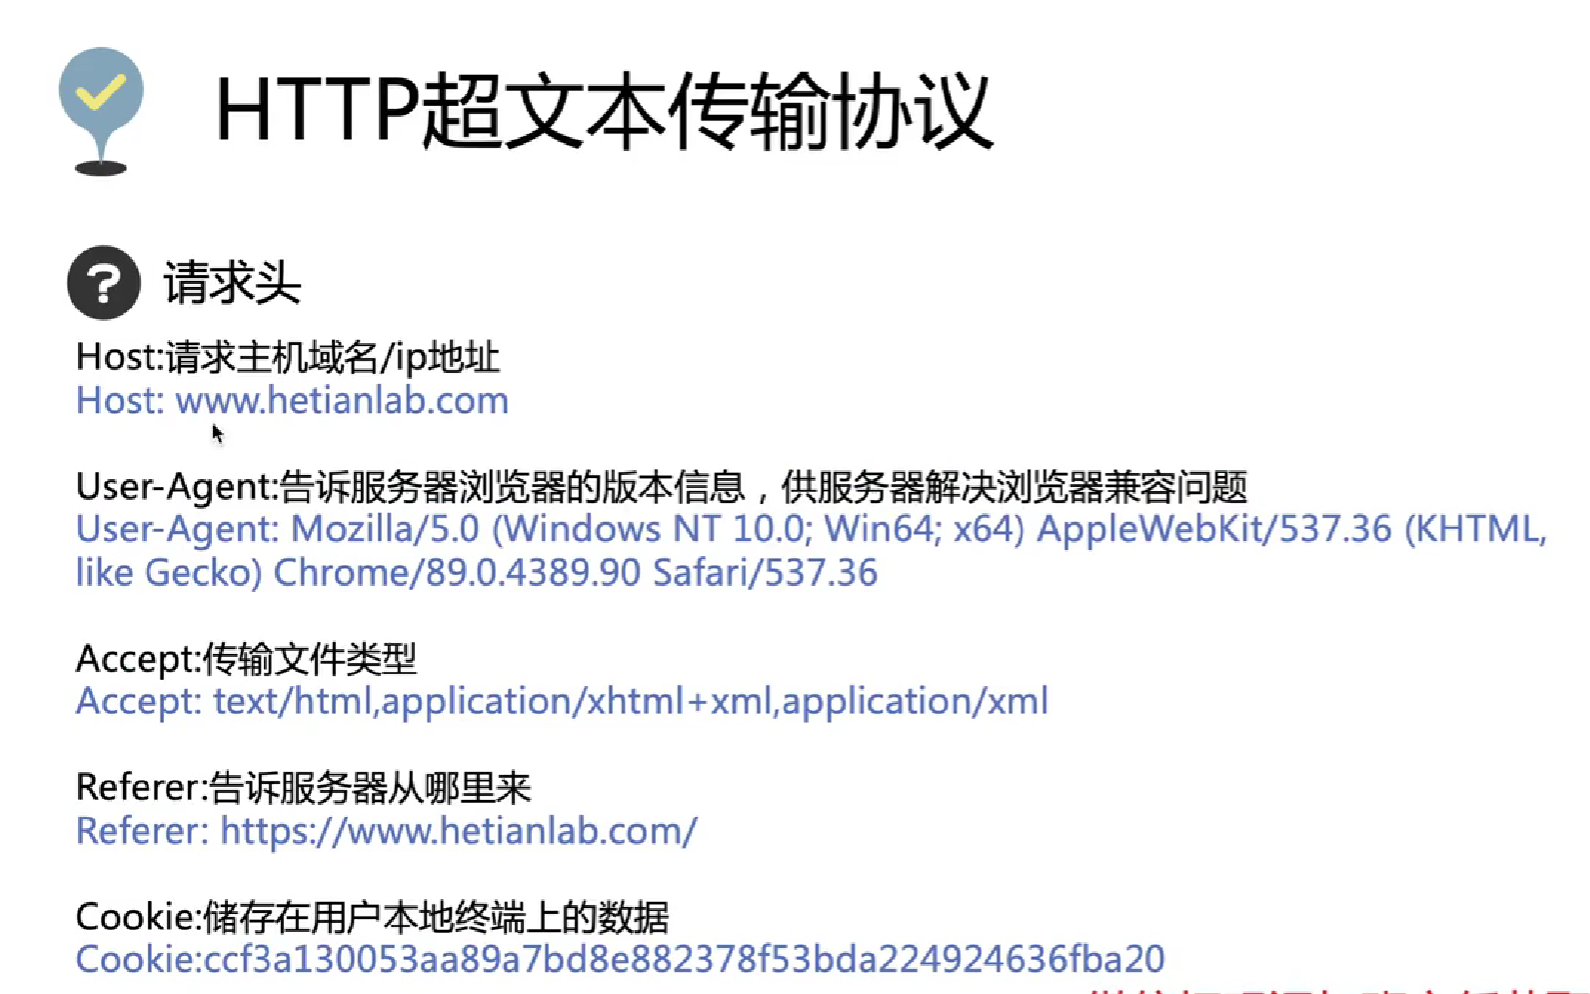 HTTP超文本传输协议
请求头
Host:请求主机域名/ip地址
Host: www.hetianlab.com
User-Agent:告诉服务器浏览器的版本信息，供服务器解决浏览器兼容问题
User-Agent: Mozilla/5.0 (Windows NT 10.0; Win64; x64) AppleWebKit/537.36 (KHTML,
like Gecko) Chrome/89.0.4389.90 Safari/537.36
Accept:传输文件类型
Accept: text/html,application/xhtml+xml,application/xml
Referer:告诉服务器从哪里来
Referer: https://www.hetianlab.com/
Cookie:储存在用户本地终端上的数据
Cookie:ccf3a130053aa89a7bd8e882378f53bda224924636fba20